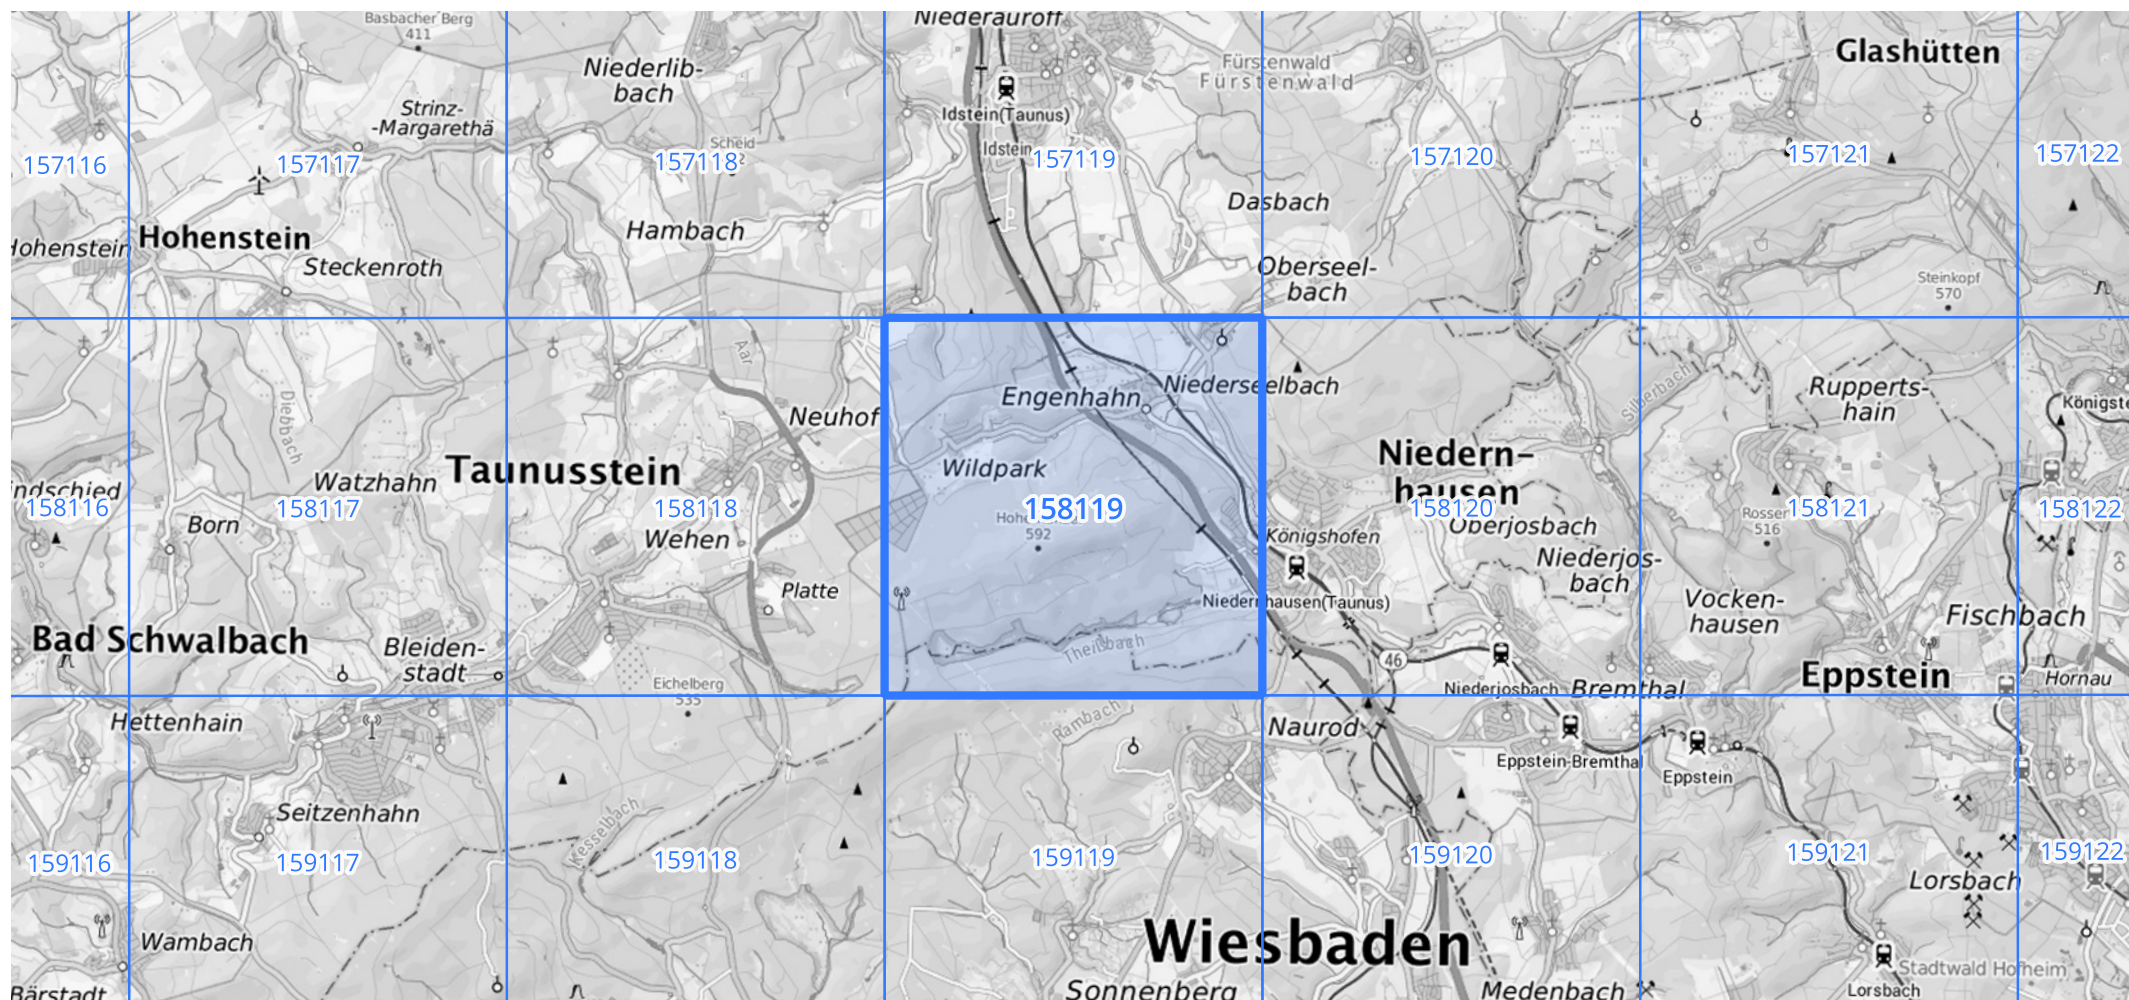 Basbacher Berg
411
Niederauroff
Glashütten
Niederlib-
bach
Fürstenwald
Fürstenwald
Strinz-
-Margarethä
Idstein(Taunus)
Idstein
Scheid
157116
157117
157118
157119
157120
157121
157122
Dasbach
Hohenstein
Hohenstein
Hambach
Steckenroth
Oberseel-
bach
Steinkopf
570
Aar
Diebbach
Neuhof
Engenhahn
Niederseelbach
Silberbach
Rupperts-
hain
Königste
Taunusstein
Wildpark
Niedern-
hausen
Watzhahn
indschied
158116
158117
158118
158119
158120
158121
158122
Born
Wehen
592
Königshofen
Oberjosbach
Rossert
516
Niederjos-
bach
Platte
Niedernhausen(Taunus)
Vocken-
hausen
Fischbach
Bad Schwalbach
Bleiden-
stadt
Theißbach
46
Eppstein
Eichelberg
535
Niederjosbach
Bremthal
Hornau
Hettenhain
Rambach
Naurod
Eppstein-Bremthal
Eppstein
Seitzenhahn
Kesselbach
159116
159117
159118
159119
159120
159121
159122
Lorsbach
Wambach
Wiesbaden
Stadtwald Hofheim
Bärstadt
Sonnenberg
Medenbach
Lorsbach